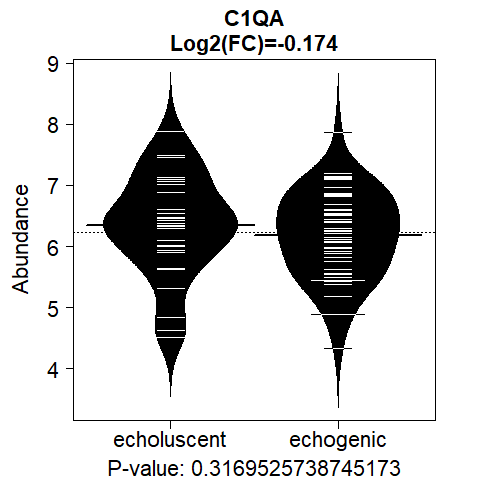 C1QA
Log2(FC)=-0.174
Abundance
9
8
7
6
5
4
echoluscent echogenic
P-value: 0.3169525738745173